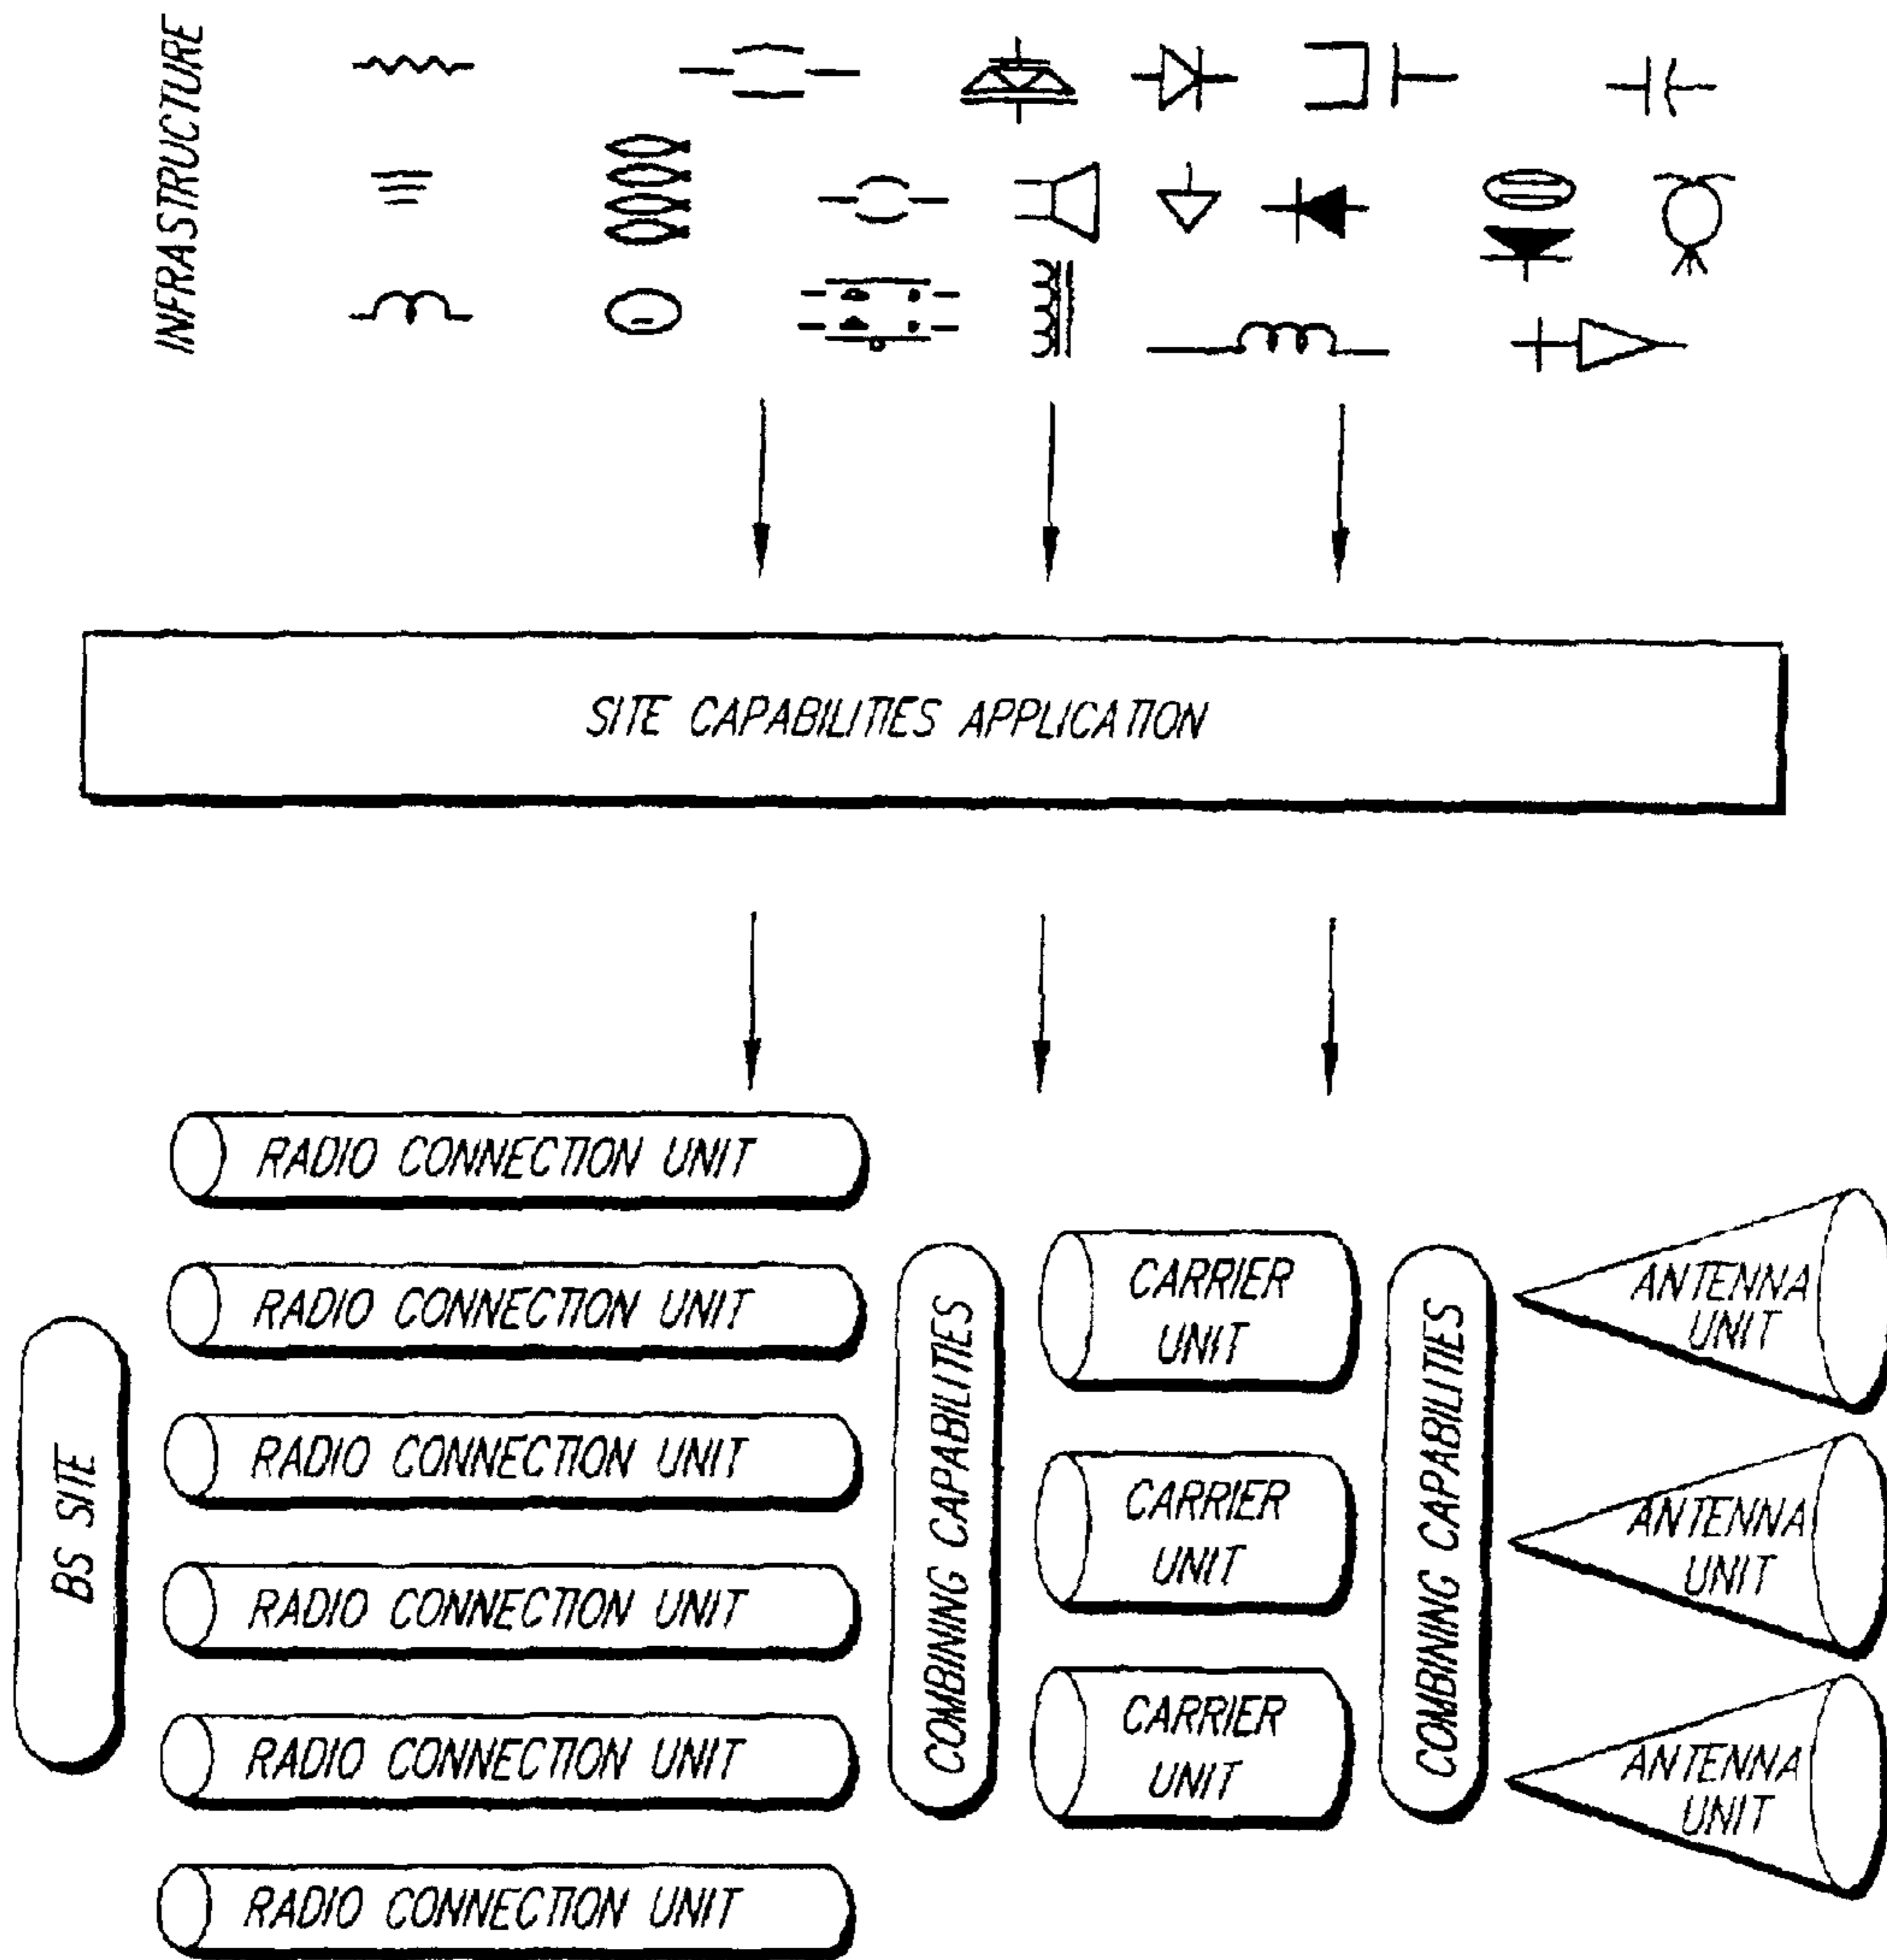 INFRASTRUCTURE
SITE CAPABILITIES APPLICATION
BS SITE
RADIO CONNECTION UNIT
RADIO CONNECTION UNIT
RADIO CONNECTION UNIT
RADIO CONNECTION UNIT
RADIO CONNECTION UNIT
RADIO CONNECTION UNIT
COMBINING CAPABILITIES
CARRIER
UNIT
CARRIER
UNIT
CARRIER
UNIT
COMBINING CAPABILITIES
ANTENNA
UNIT
ANTENNA
UNIT
ANTENNA
UNIT